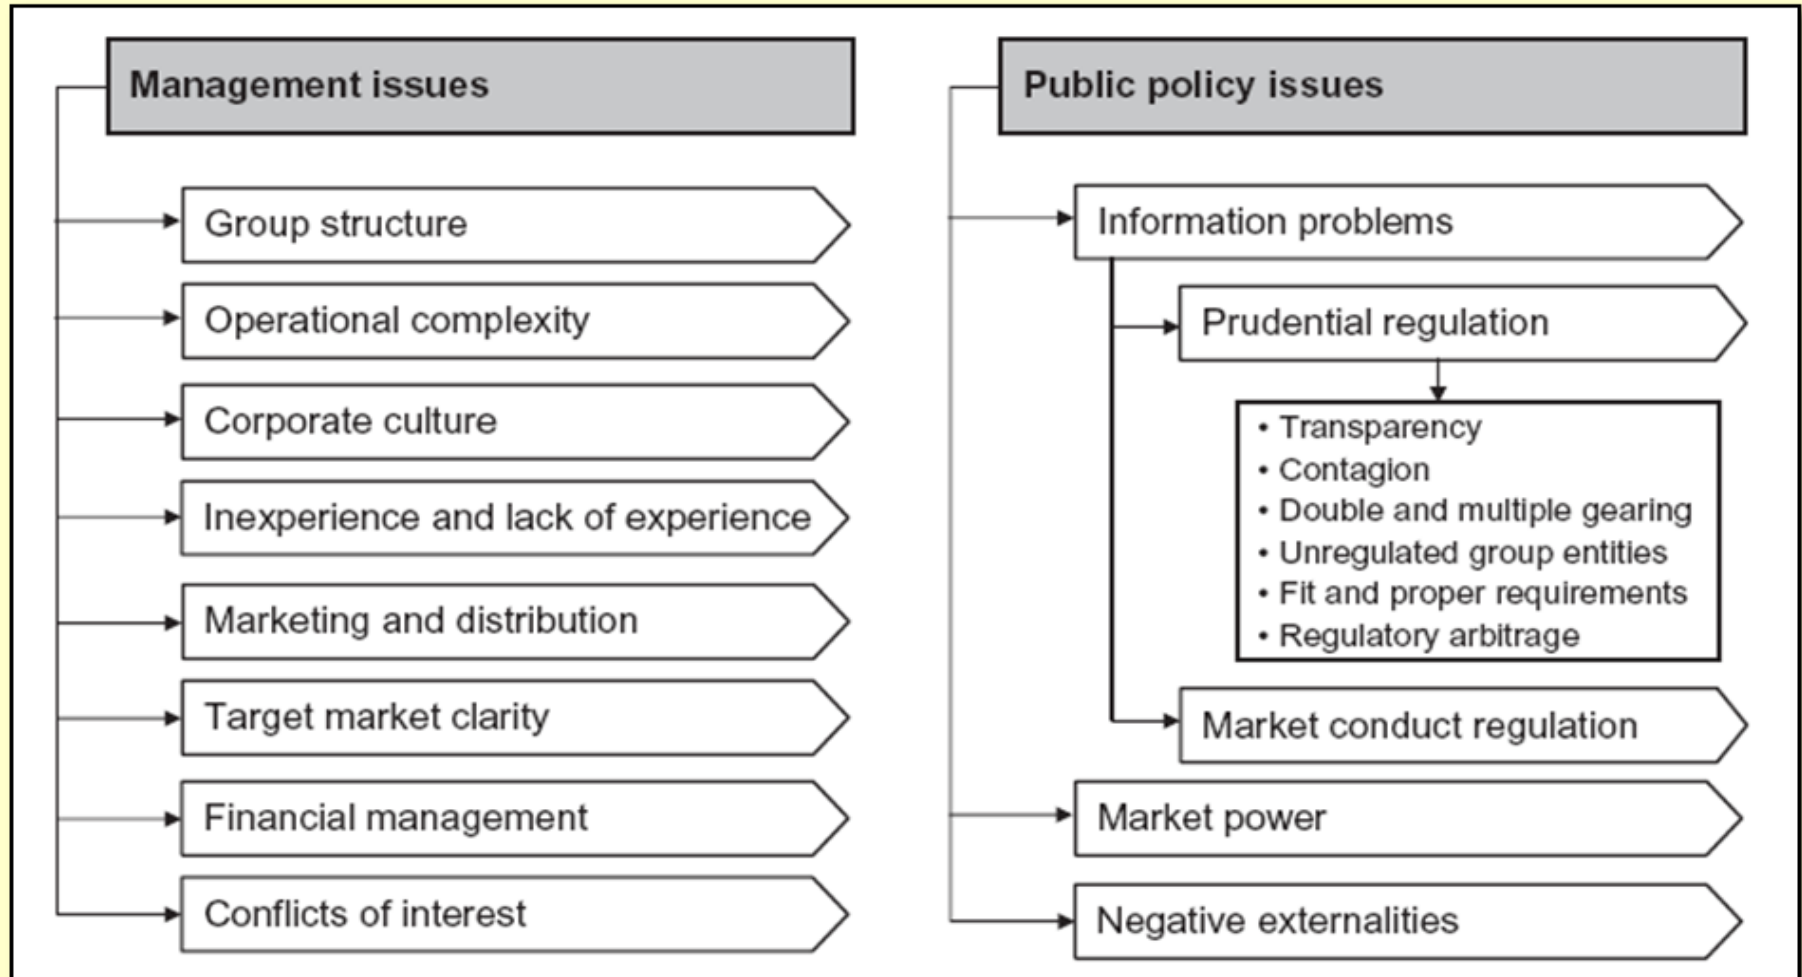 Management issues
Group structure
Operational complexity
Corporate culture
Inexperience and lack of experience
Marketing and distribution
Target market clarity
Financial management
Conflicts of interest
Public policy issues
Information problems
Prudential regulation
• Transparency
• Contagion
• Double and multiple gearing
• Unregulated group entities
• Fit and proper requirements
• Regulatory arbitrage
Market conduct regulation
Market power
Negative externalities